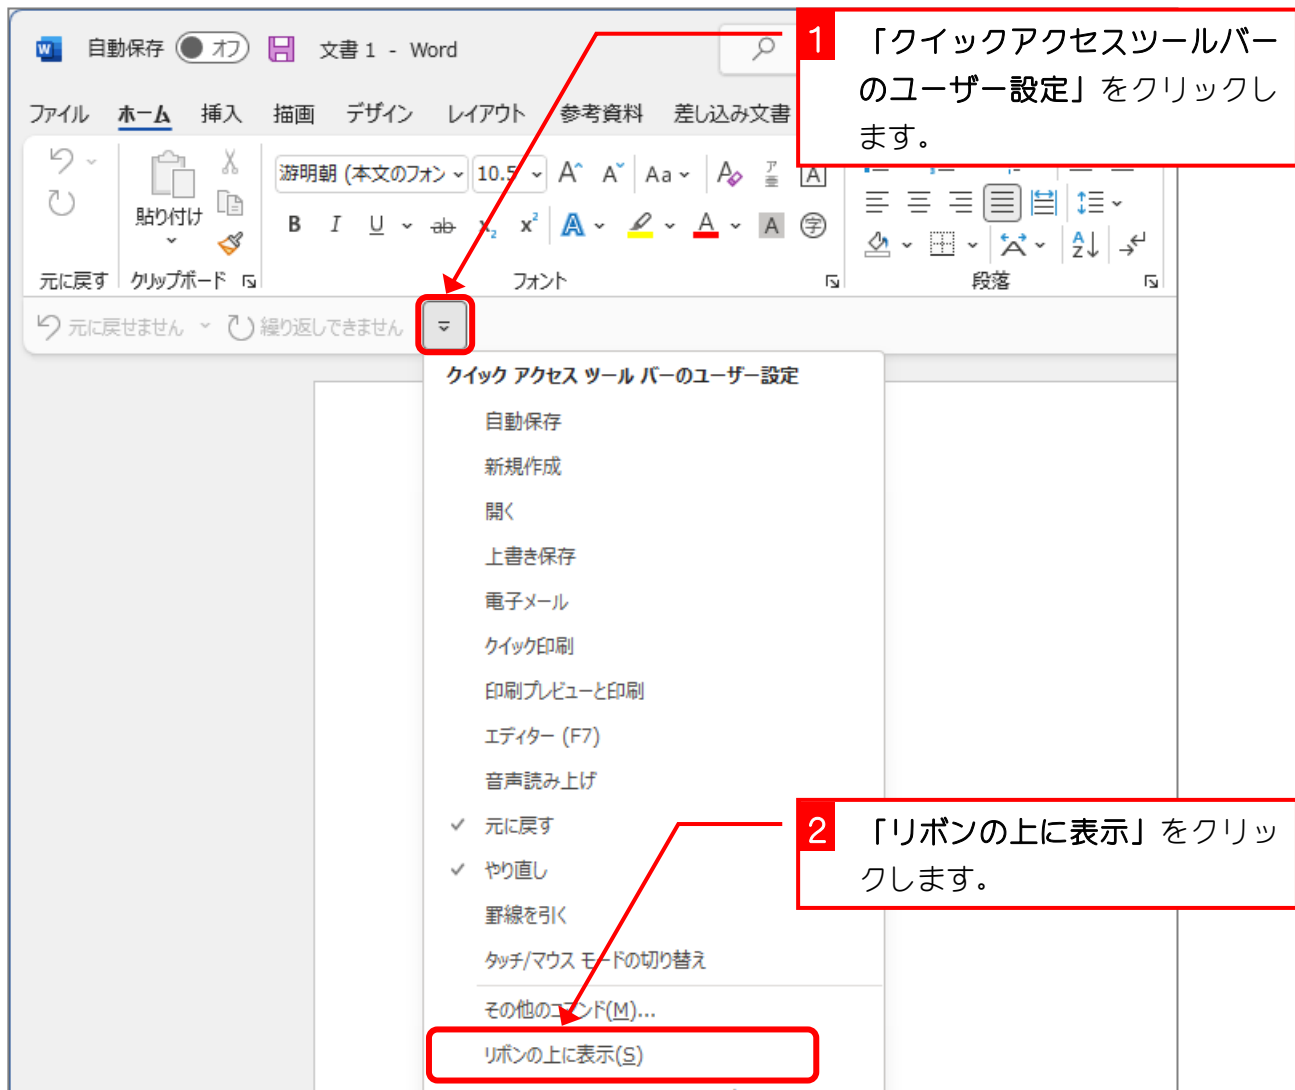 自動保存 オフ 文書 1 - Word
1 「クイックアクセスツールバー
のユーザー設定」をクリックし
ます。
ファイル ホーム 挿入 描画 デザイン レイアウト 参考資料 差し込み文書
游明朝 (本文のフォン 10.5 A A Aa A ア亜 A
貼り付け
B I U ab x₂ x² A A A 字
A Z
元に戻す クリップボード フォント 段落
元に戻せません 繰り返しできません
クイック アクセス ツール バーのユーザー設定
自動保存
新規作成
開く
上書き保存
電子メール
クイック印刷
印刷プレビューと印刷
エディター (F7)
音声読み上げ
✓ 元に戻す
✓ やり直し
罫線を引く
タッチ/マウス モードの切り替え
その他のコマンド(M)...
リボンの上に表示(S)
2 「リボンの上に表示」をクリッ
クします。